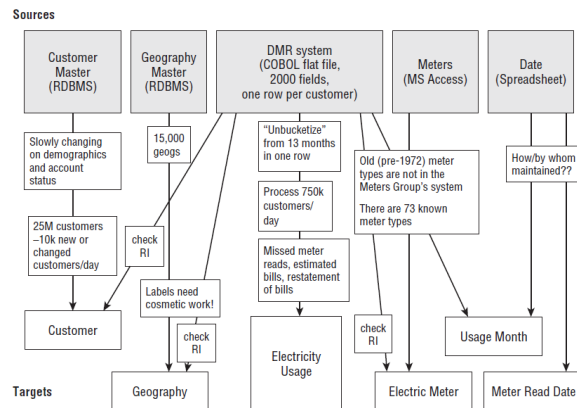 Sources
Customer
Master
(RDBMS)
Geography
Master
(RDBMS)
DMR system
(COBOL flat file,
2000 fields,
one row per customer)
Meters
(MS Access)
Date
(Spreadsheet)
Slowly changing
on demographics
and account
status
15,000
geogs
"Unbucketize"
from 13 months
in one row
Old (pre-1972) meter
types are not in the
Meters Group's system
There are 73 known
meter types
How/by whom
maintained??
Process 750k
customers/
day
25M customers
–10k new or
changed
customers/day
check
RI
Missed meter
reads, estimated
bills, restatement
of bills
Labels need
cosmetic work!
Customer
check
RI
Electricity
Usage
check
RI
Usage Month
Targets
Geography
Electric Meter
Meter Read Date